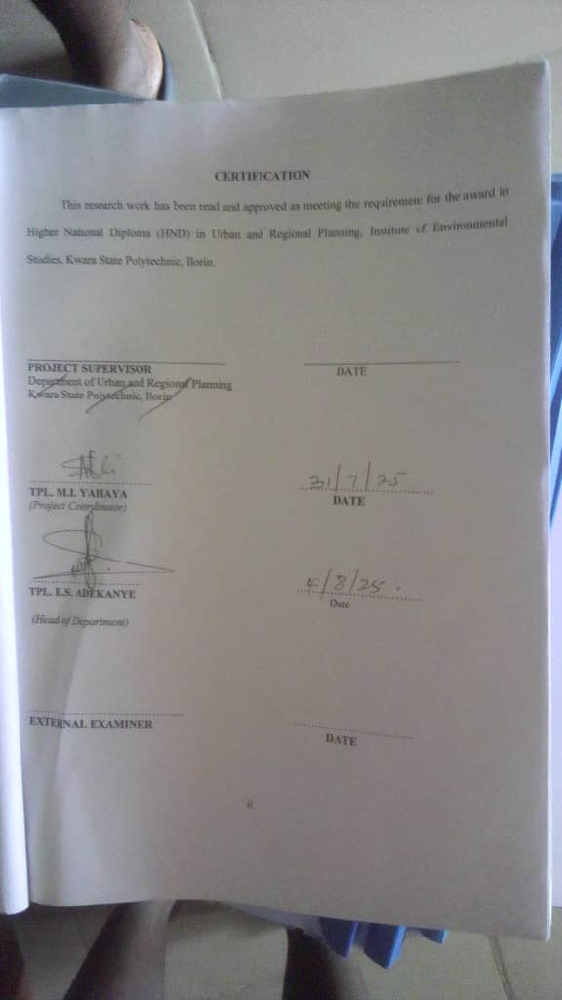 CERTIFICATION
This research work has been read and approved as meeting the requirement for the award in
Higher National Diploma (HND) in Urban and Regional Planning, Institute of Environmental
Studies, Kwara State Polytechnic, Ilorin.
PROJECT SUPERVISOR
DATE
Department of Urban and Regional Planning
Kwara State Polytechnic, Ilorin
31/7/25
TPL. M.I. YAHAYA
DATE
(Project Coordinator)
4/8/25.
TPL. E.S. ADEKANYE
Date
(Head of Department)
EXTERNAL EXAMINER
DATE
ii